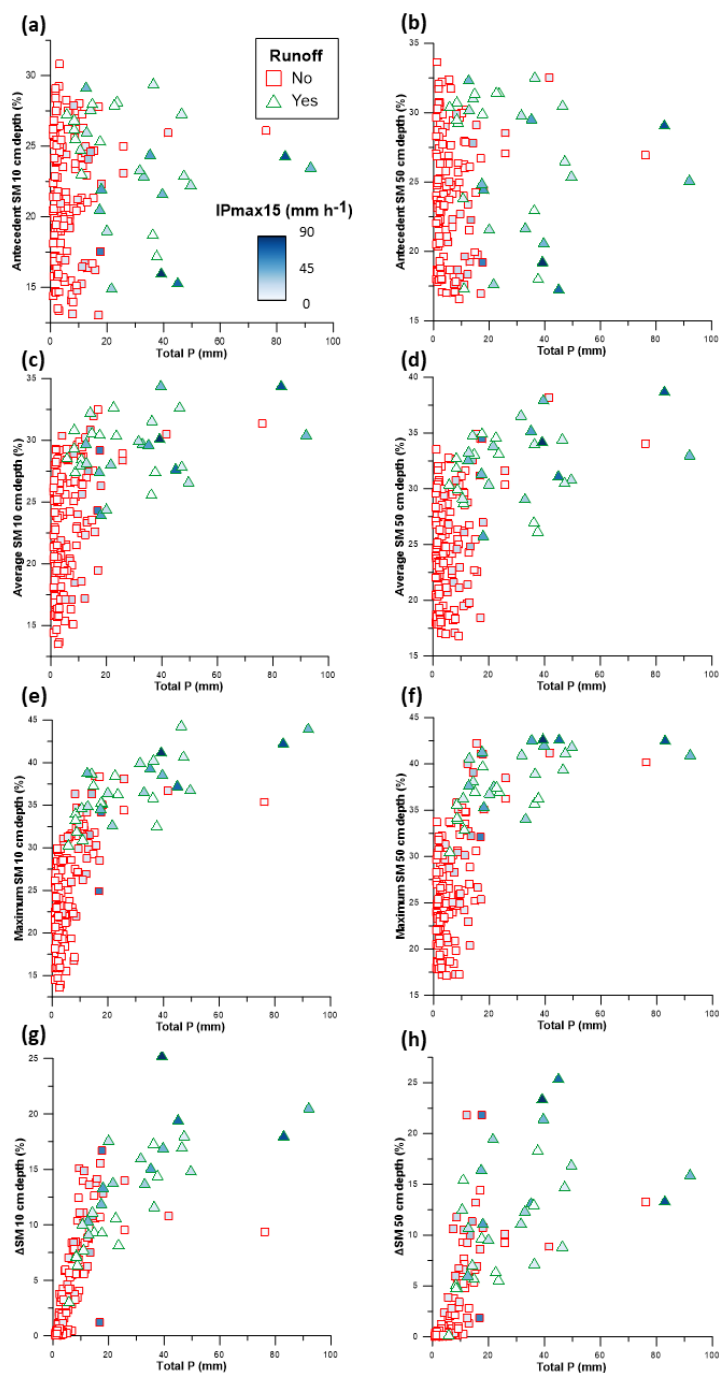 (a)
Antecedent SM 10 cm depth (%)
30
25
20
15
0 20 40 60 80 100
Total P (mm)
Runoff
No
Yes
IPmax15 (mm h-1)
90
45
0
(b)
Antecedent SM 50 cm depth (%)
35
30
25
20
15
0 20 40 60 80 100
Total P (mm)
(c)
Average SM 10 cm depth (%)
35
30
25
20
15
0 20 40 60 80 100
Total P (mm)
(d)
Average SM 50 cm depth (%)
40
35
30
25
20
15
0 20 40 60 80 100
Total P (mm)
(e)
Maximum SM 10 cm depth (%)
45
40
35
30
25
20
15
0 20 40 60 80 100
Total P (mm)
(f)
Maximum SM 50 cm depth (%)
45
40
35
30
25
20
15
0 20 40 60 80 100
Total P (mm)
(g)
ΔSM 10 cm depth (%)
25
20
15
10
5
0
0 20 40 60 80 100
Total P (mm)
(h)
ΔSM 50 cm depth (%)
25
20
15
10
5
0
0 20 40 60 80 100
Total P (mm)